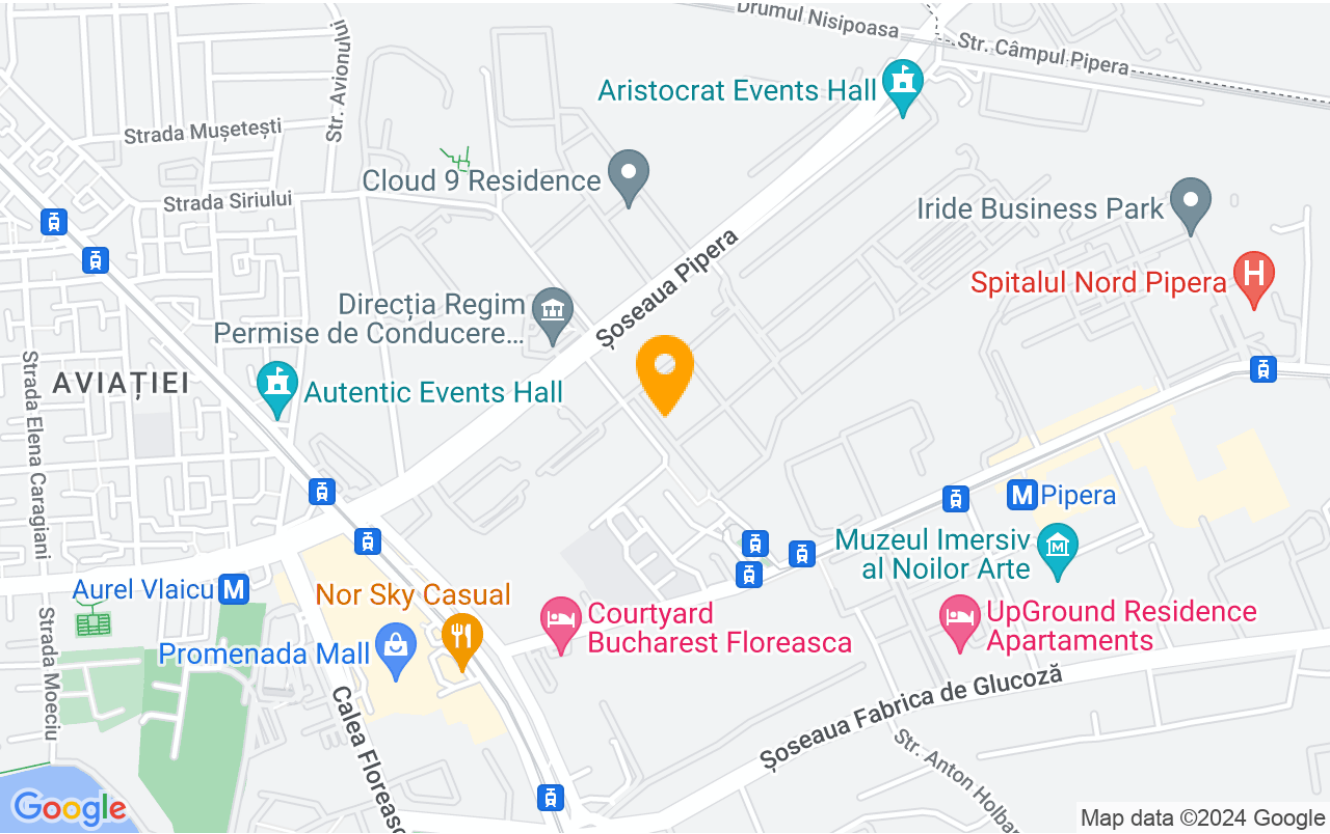 Drumul Nisipoasa
Str. Câmpul Pipera
Str. Avionului
Aristocrat Events Hall
Strada Mușetești
Cloud 9 Residence
Strada Siriului
Iride Business Park
Șoseaua Pipera
Spitalul Nord Pipera
H
Direcția Regim
Permise de Conducere...
Strada Elena Caragiani
AVIAȚIEI
Autentic Events Hall
M Pipera
Muzeul Imersiv
al Noilor Arte
M
Aurel Vlaicu M
Nor Sky Casual
Courtyard
Bucharest Floreasca
UpGround Residence
Apartaments
Strada Moeciu
Promenada Mall
Calea Floreasc
Șoseaua Fabrica de Glucoză
Str. Anton Holban
Google
Map data ©2024 Google